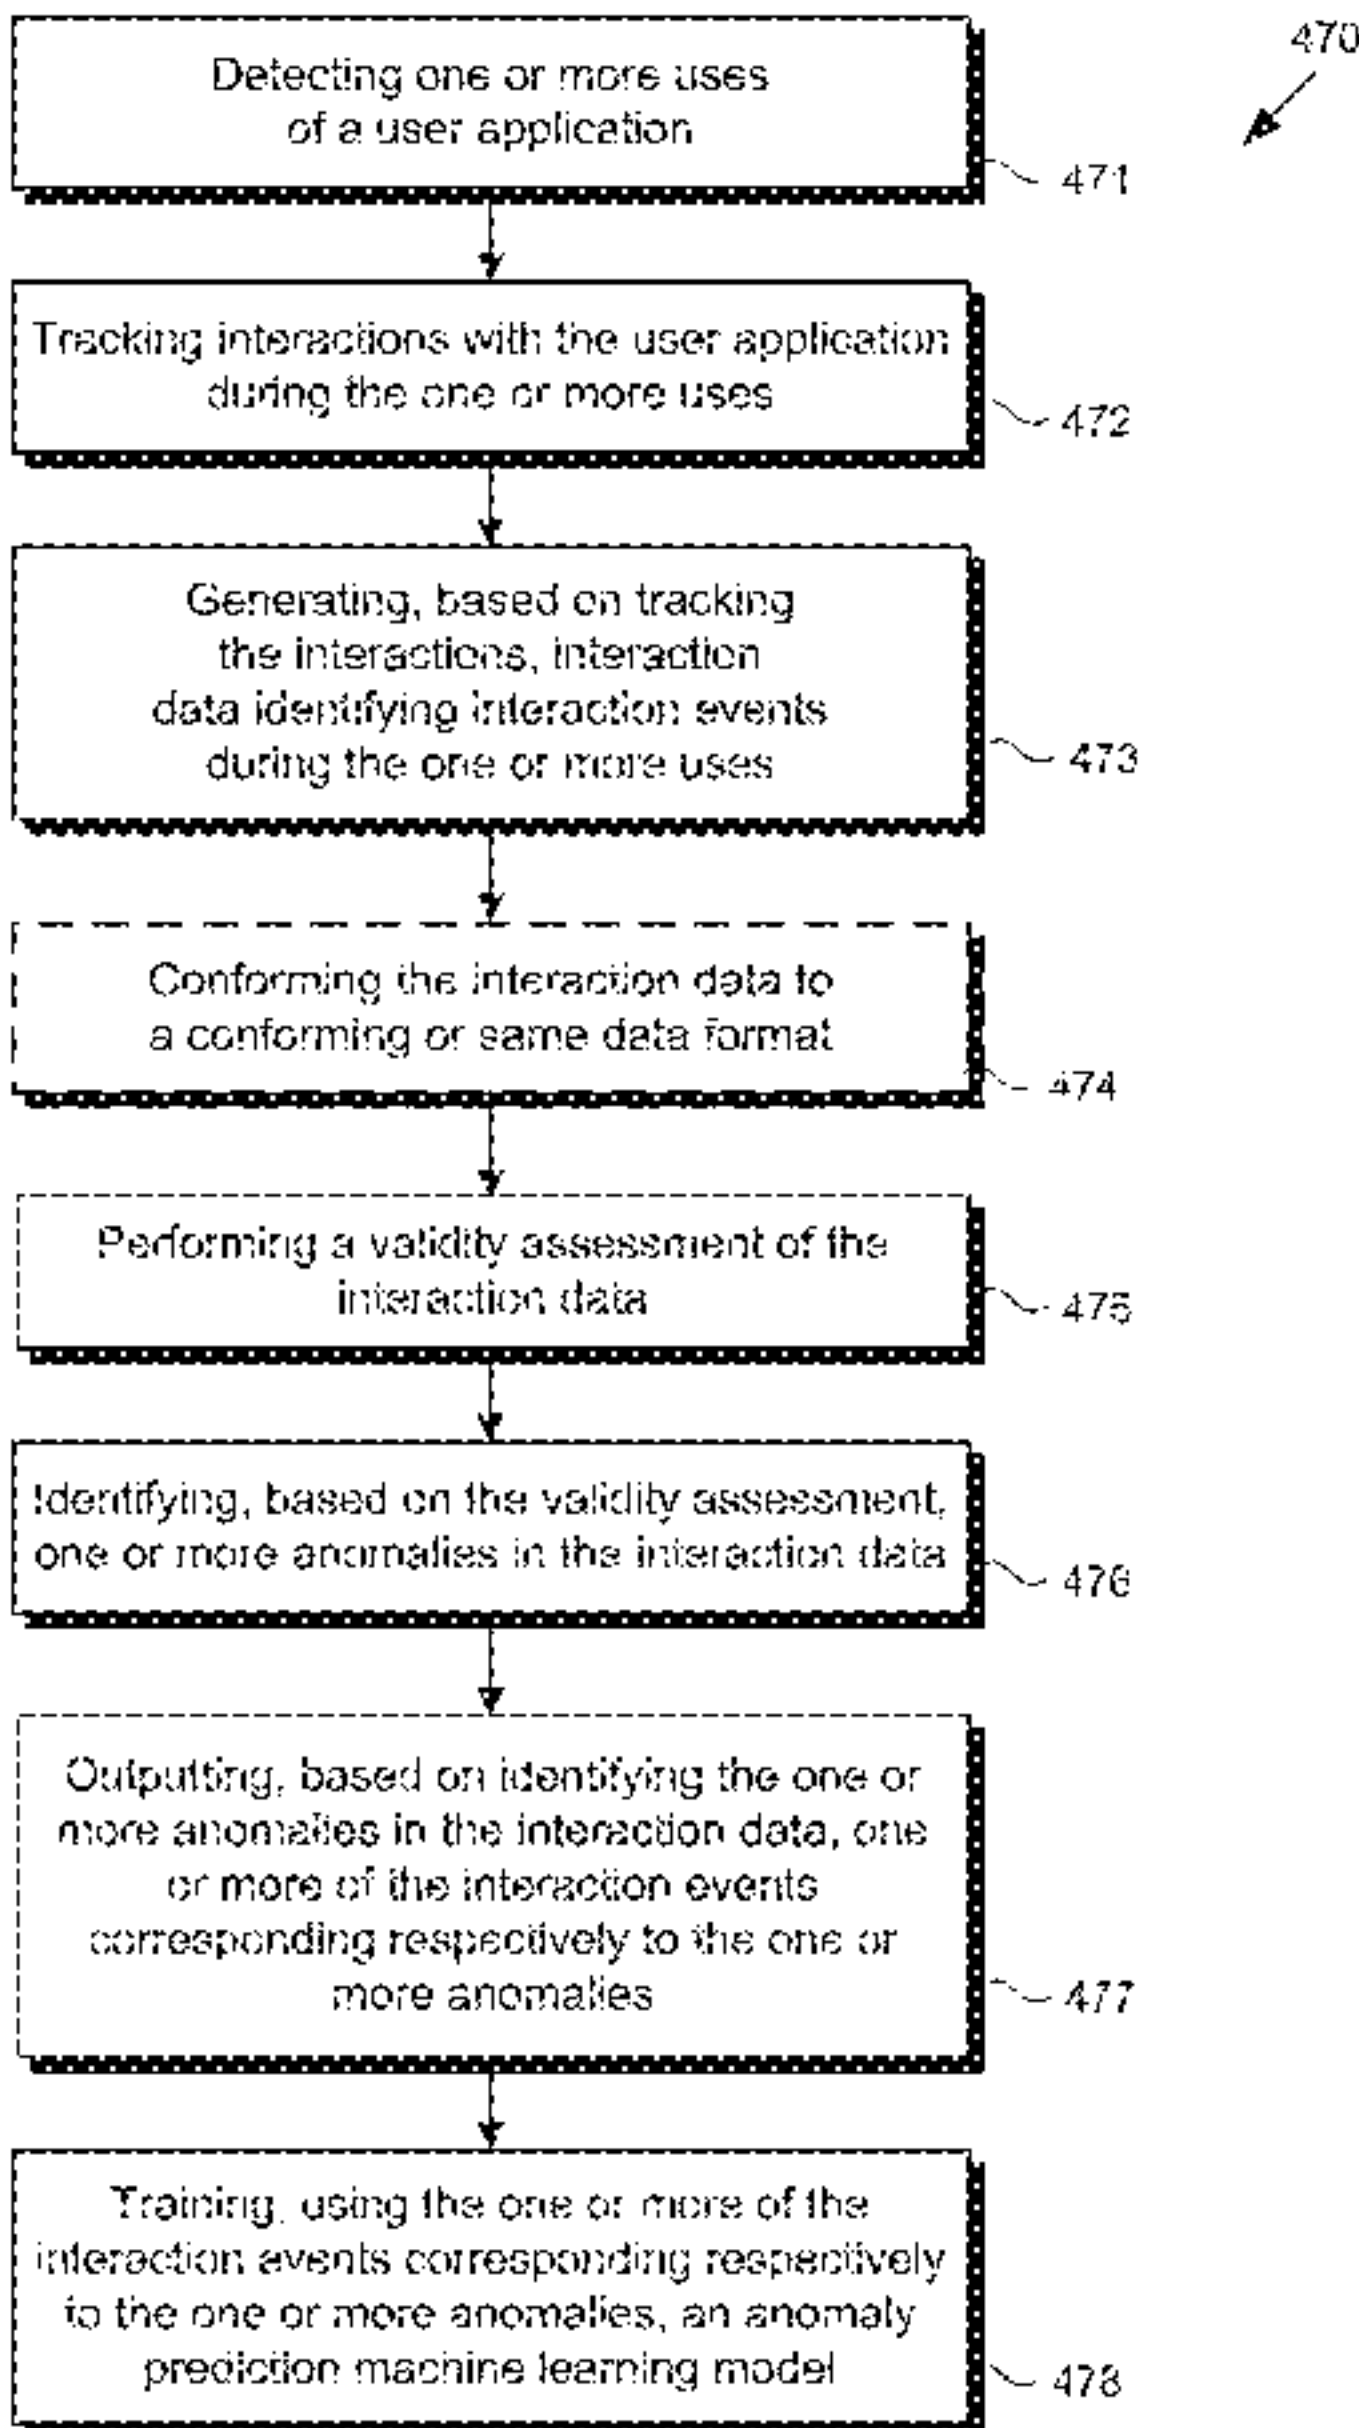 470
Detecting one or more uses
of a user application
471
Tracking interactions with the user application
during the one or more uses
472
Generating, based on tracking
the interactions, interaction
data identifying interaction events
during the one or more uses
473
Conforming the interaction data to
a conforming or same data format
474
Performing a validity assessment of the
interaction data
475
Identifying, based on the validity assessment,
one or more anomalies in the interaction data
476
Outputting, based on identifying the one or
more anomalies in the interaction data, one
or more of the interaction events
corresponding respectively to the one or
more anomalies
477
Training, using the one or more of the
interaction events corresponding respectively
to the one or more anomalies, an anomaly
prediction machine learning model
478